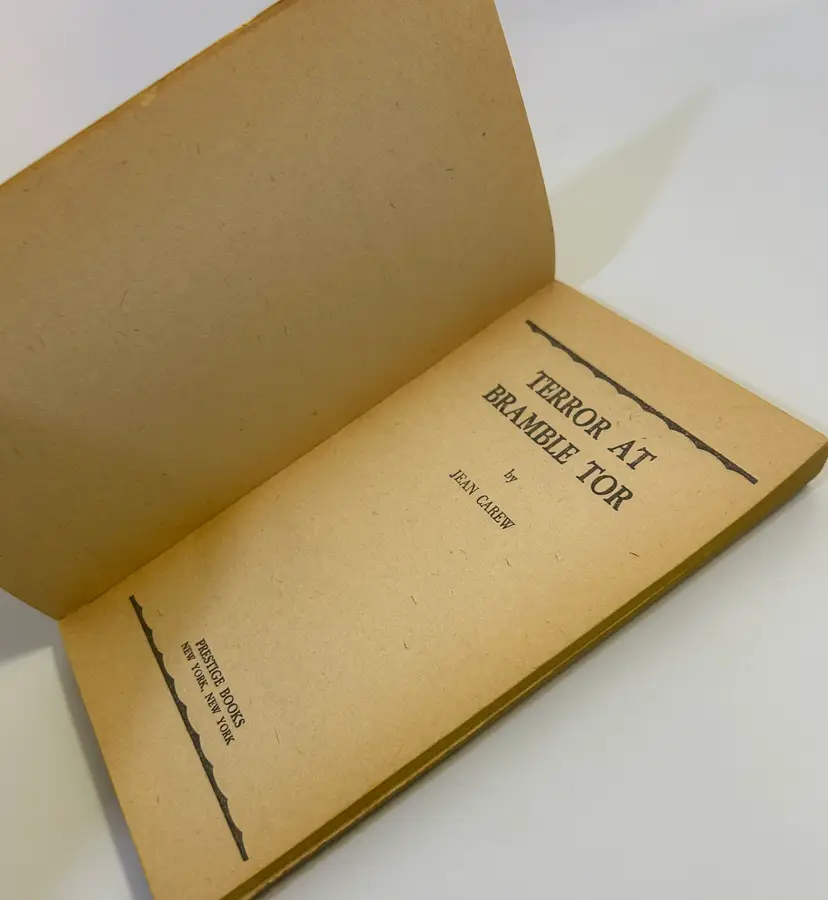 TERROR AT
BRAMBLE TOR
by
JEAN CAREW
PRESTIGE BOOKS
NEW YORK, NEW YORK